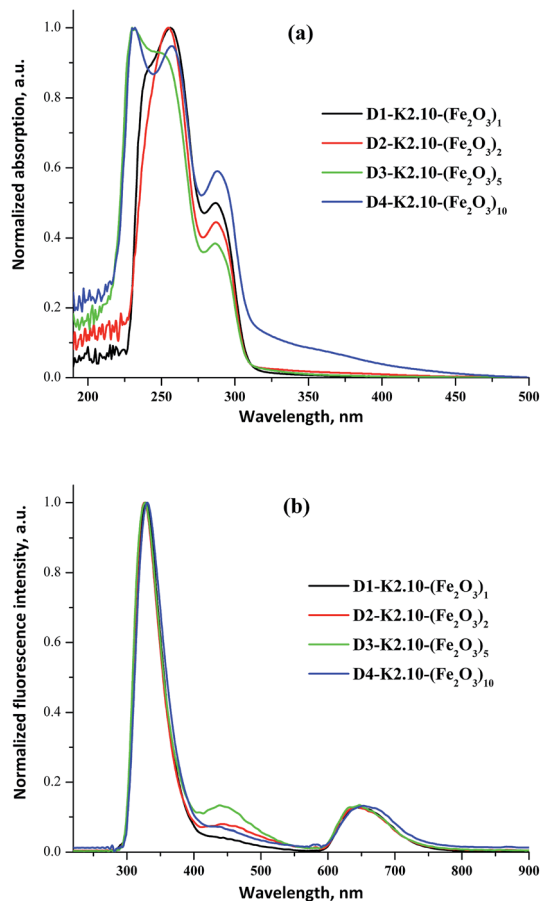 (a)
Normalized absorption, a.u.
1.0
0.8
0.6
0.4
0.2
0.0
D1-K2.10-(Fe₂O₃)₁
D2-K2.10-(Fe₂O₃)₂
D3-K2.10-(Fe₂O₃)₅
D4-K2.10-(Fe₂O₃)₁₀
200 250 300 350 400 450 500
Wavelength, nm
(b)
Normalized fluorescence intensity, a.u.
1.0
0.8
0.6
0.4
0.2
0.0
D1-K2.10-(Fe₂O₃)₁
D2-K2.10-(Fe₂O₃)₂
D3-K2.10-(Fe₂O₃)₅
D4-K2.10-(Fe₂O₃)₁₀
300 400 500 600 700 800 900
Wavelength, nm